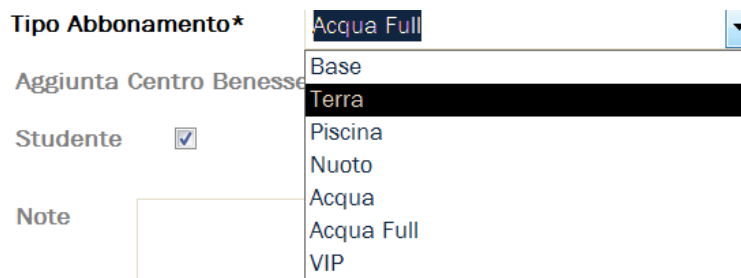 Tipo Abbonamento* Acqua Full
Base
Aggiunta Centro Benesse
Terra
Studente Piscina
Nuoto
Acqua
Note
Acqua Full
VIP